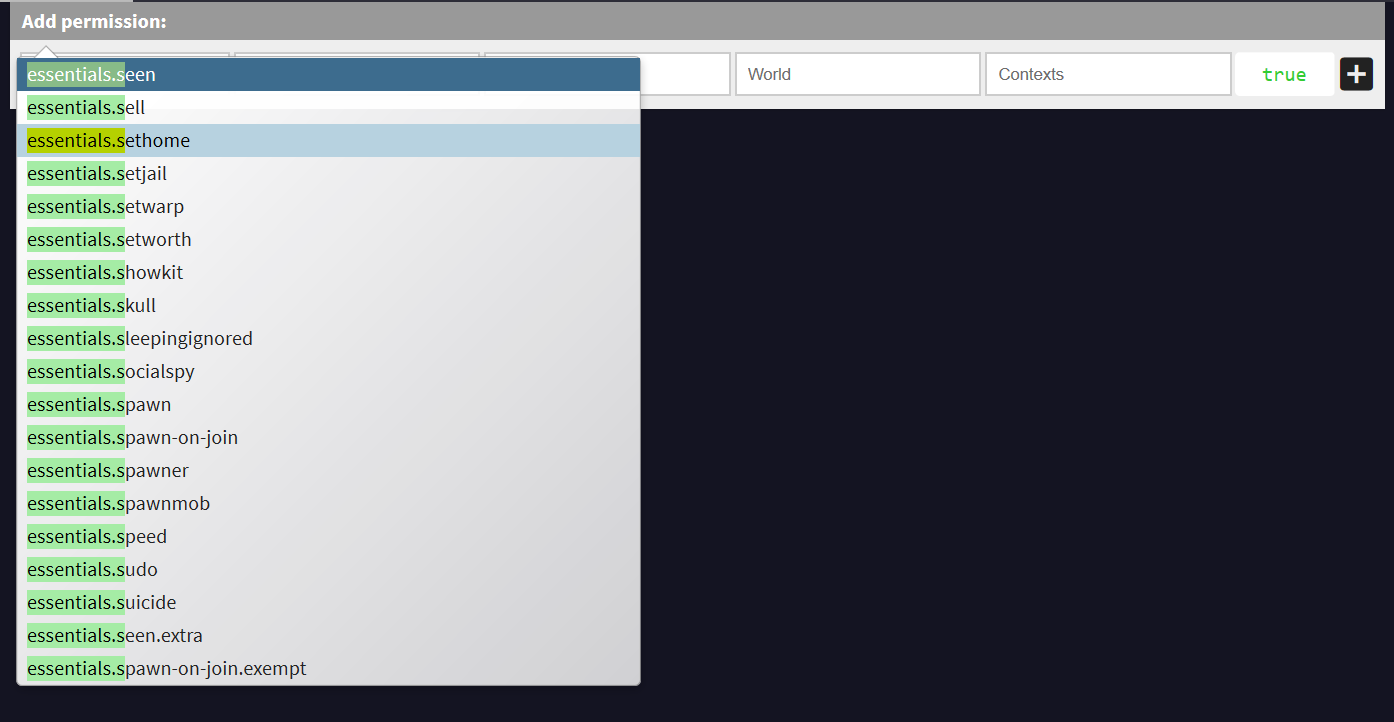 Add permission:
World
Contexts
true
essentials.seen
essentials.sell
essentials.sethome
essentials.setjail
essentials.setwarp
essentials.setworth
essentials.showkit
essentials.skull
essentials.sleepingignored
essentials.socialspy
essentials.spawn
essentials.spawn-on-join
essentials.spawner
essentials.spawnmob
essentials.speed
essentials.sudo
essentials.suicide
essentials.seen.extra
essentials.spawn-on-join.exempt